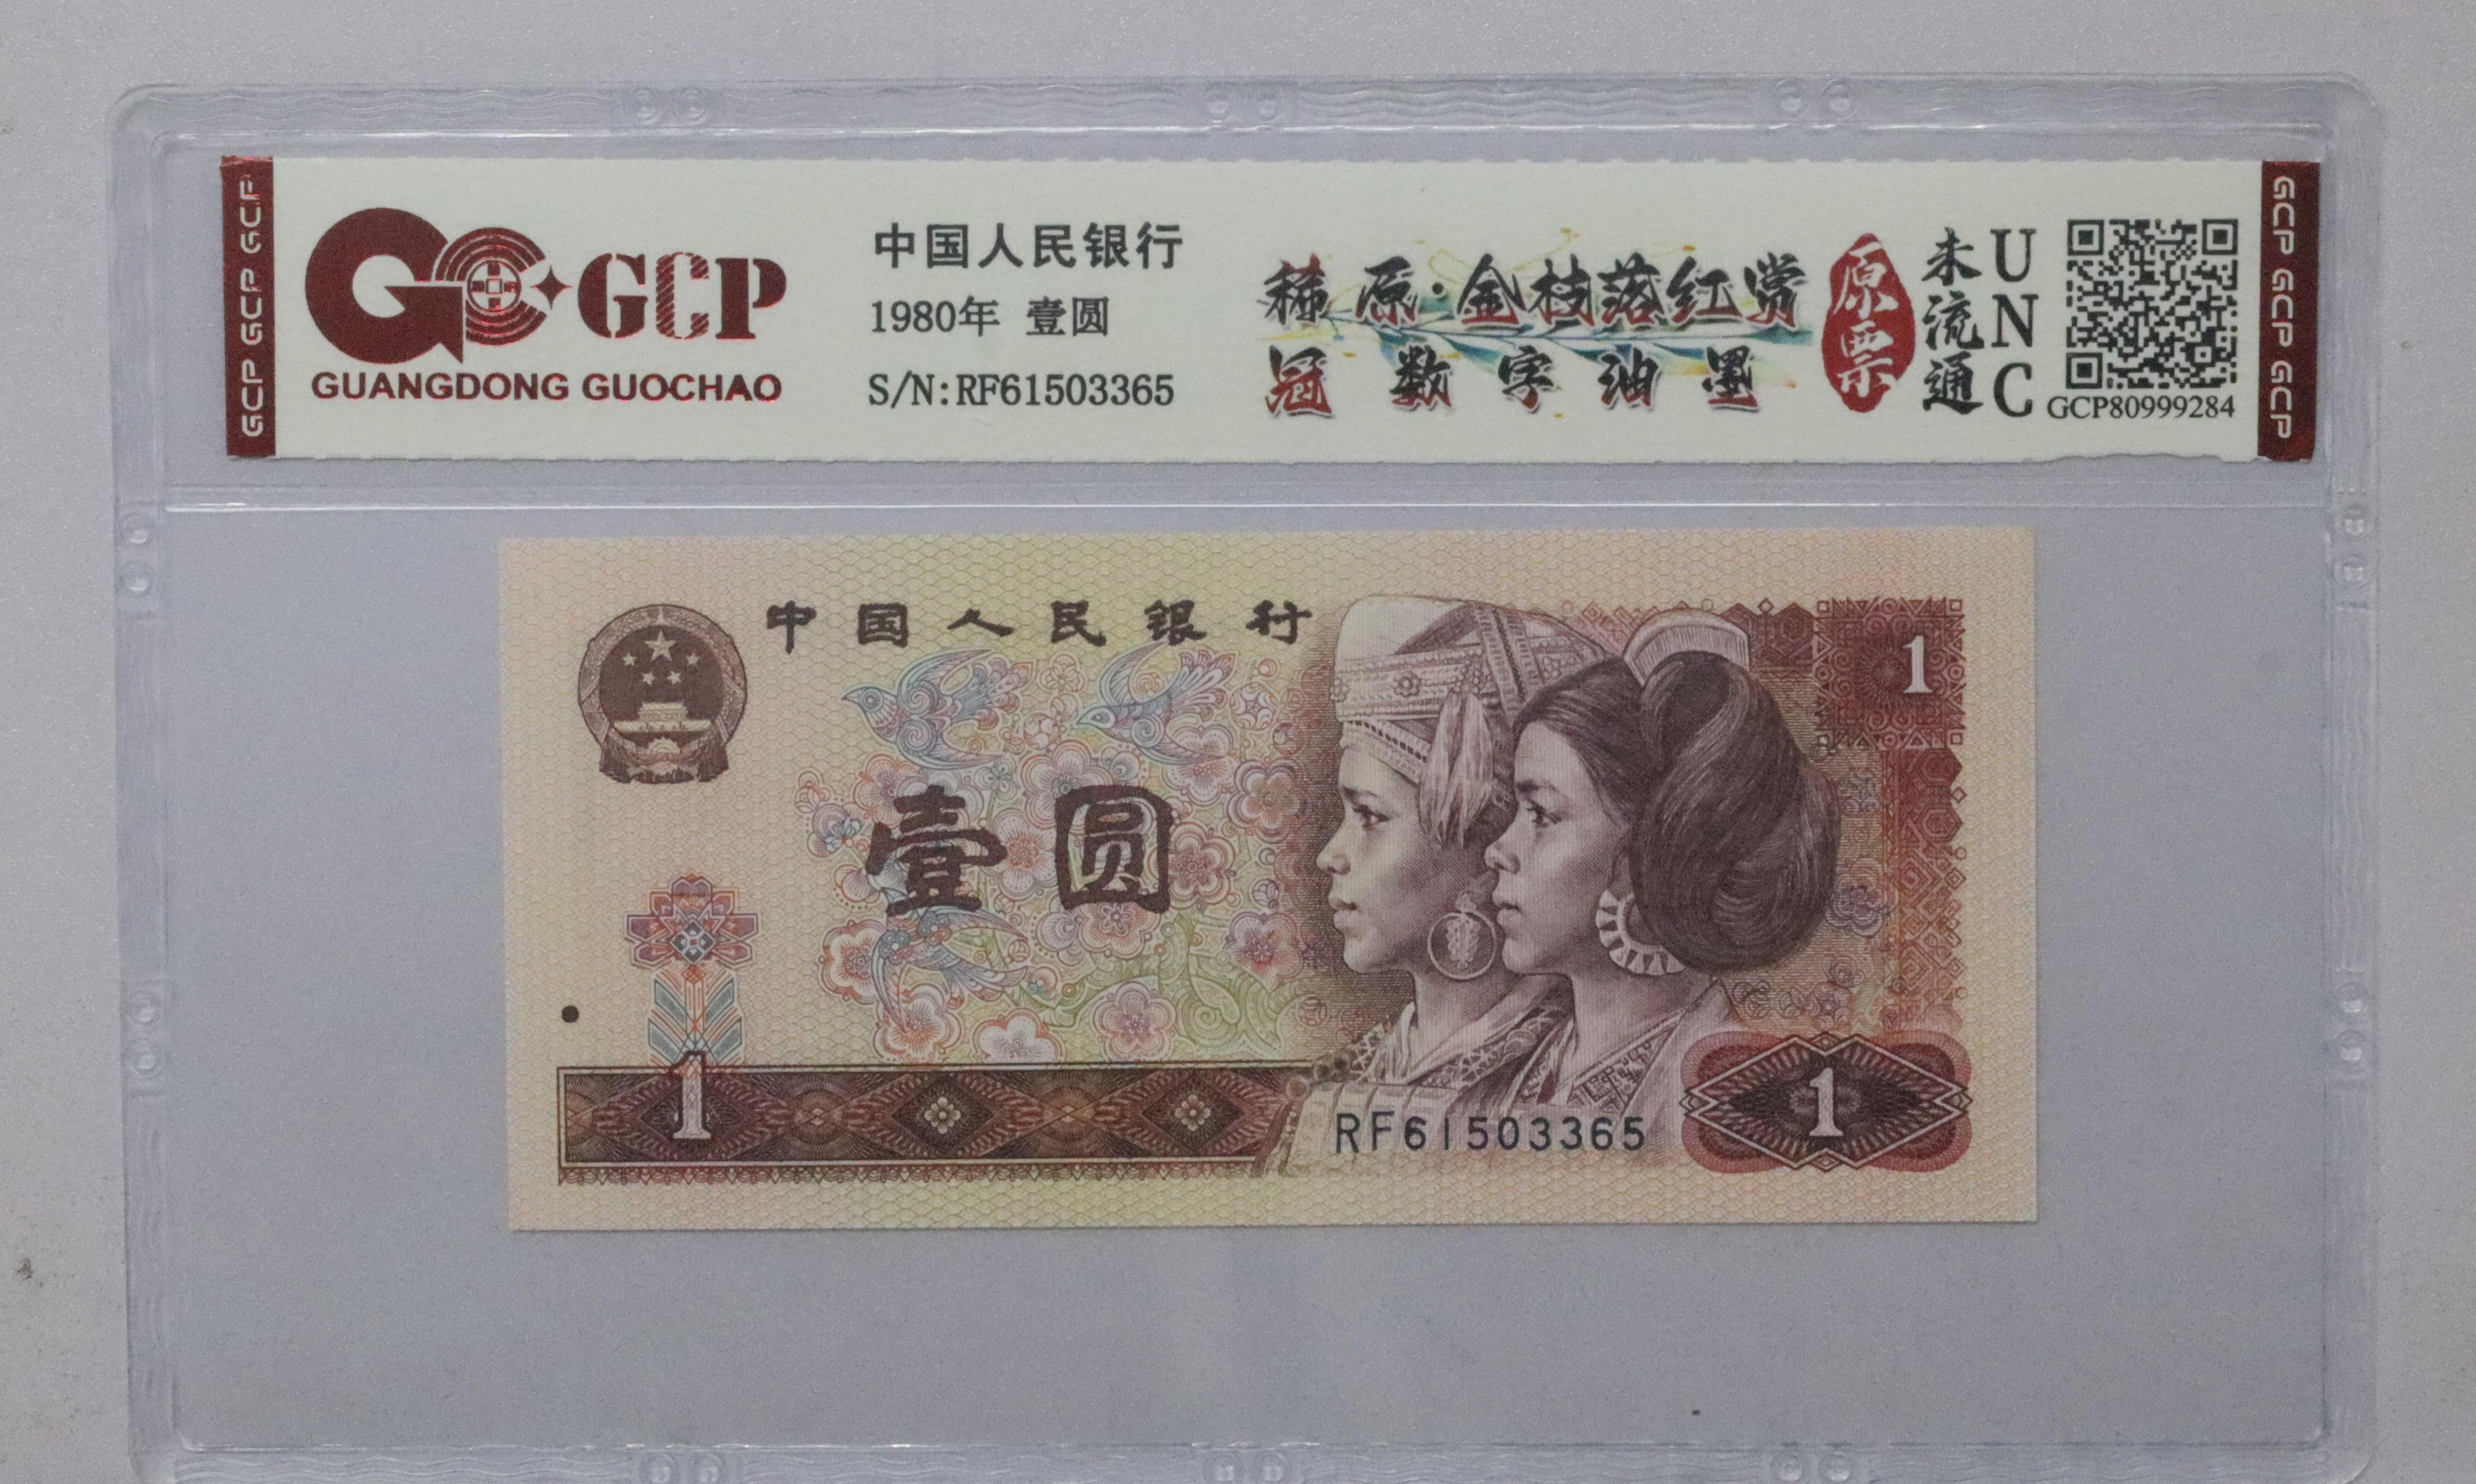 GCP GCP GCP
GCP
GUANGDONG GUOCHAO
中国人民银行
1980年 壹圆
S/N:RF61503365
稀原·金枝落红赏
冠数字油墨
原票
未流通
UNC
GCP80999284
GCP GCP GCP
中国人民银行
1
壹圆
1
RF61503365
1